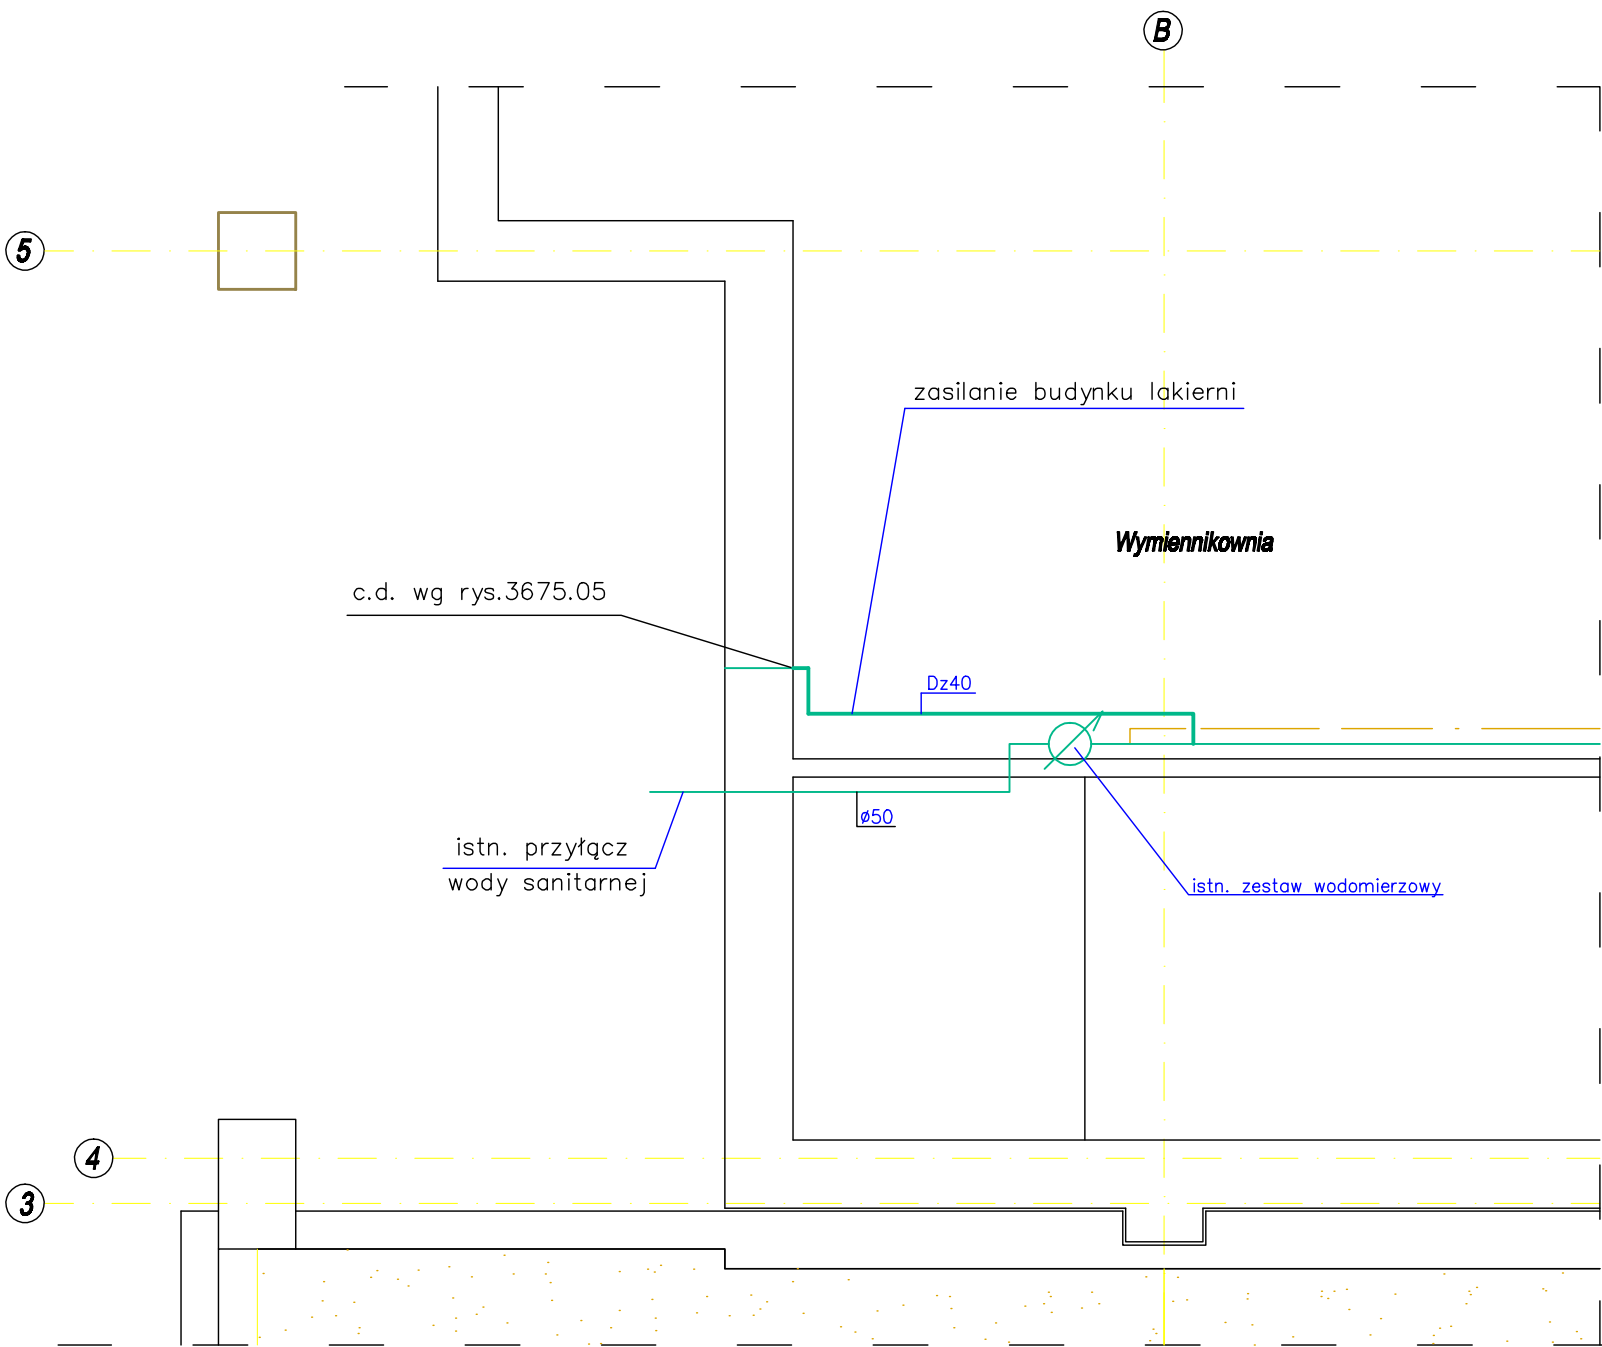 B
5
zasilanie budynku lakierni
Wymiennikownia
c.d. wg rys.3675.05
Dz40
ø50
istn. przyłącz
wody sanitarnej
istn. zestaw wodomierzowy
4
3